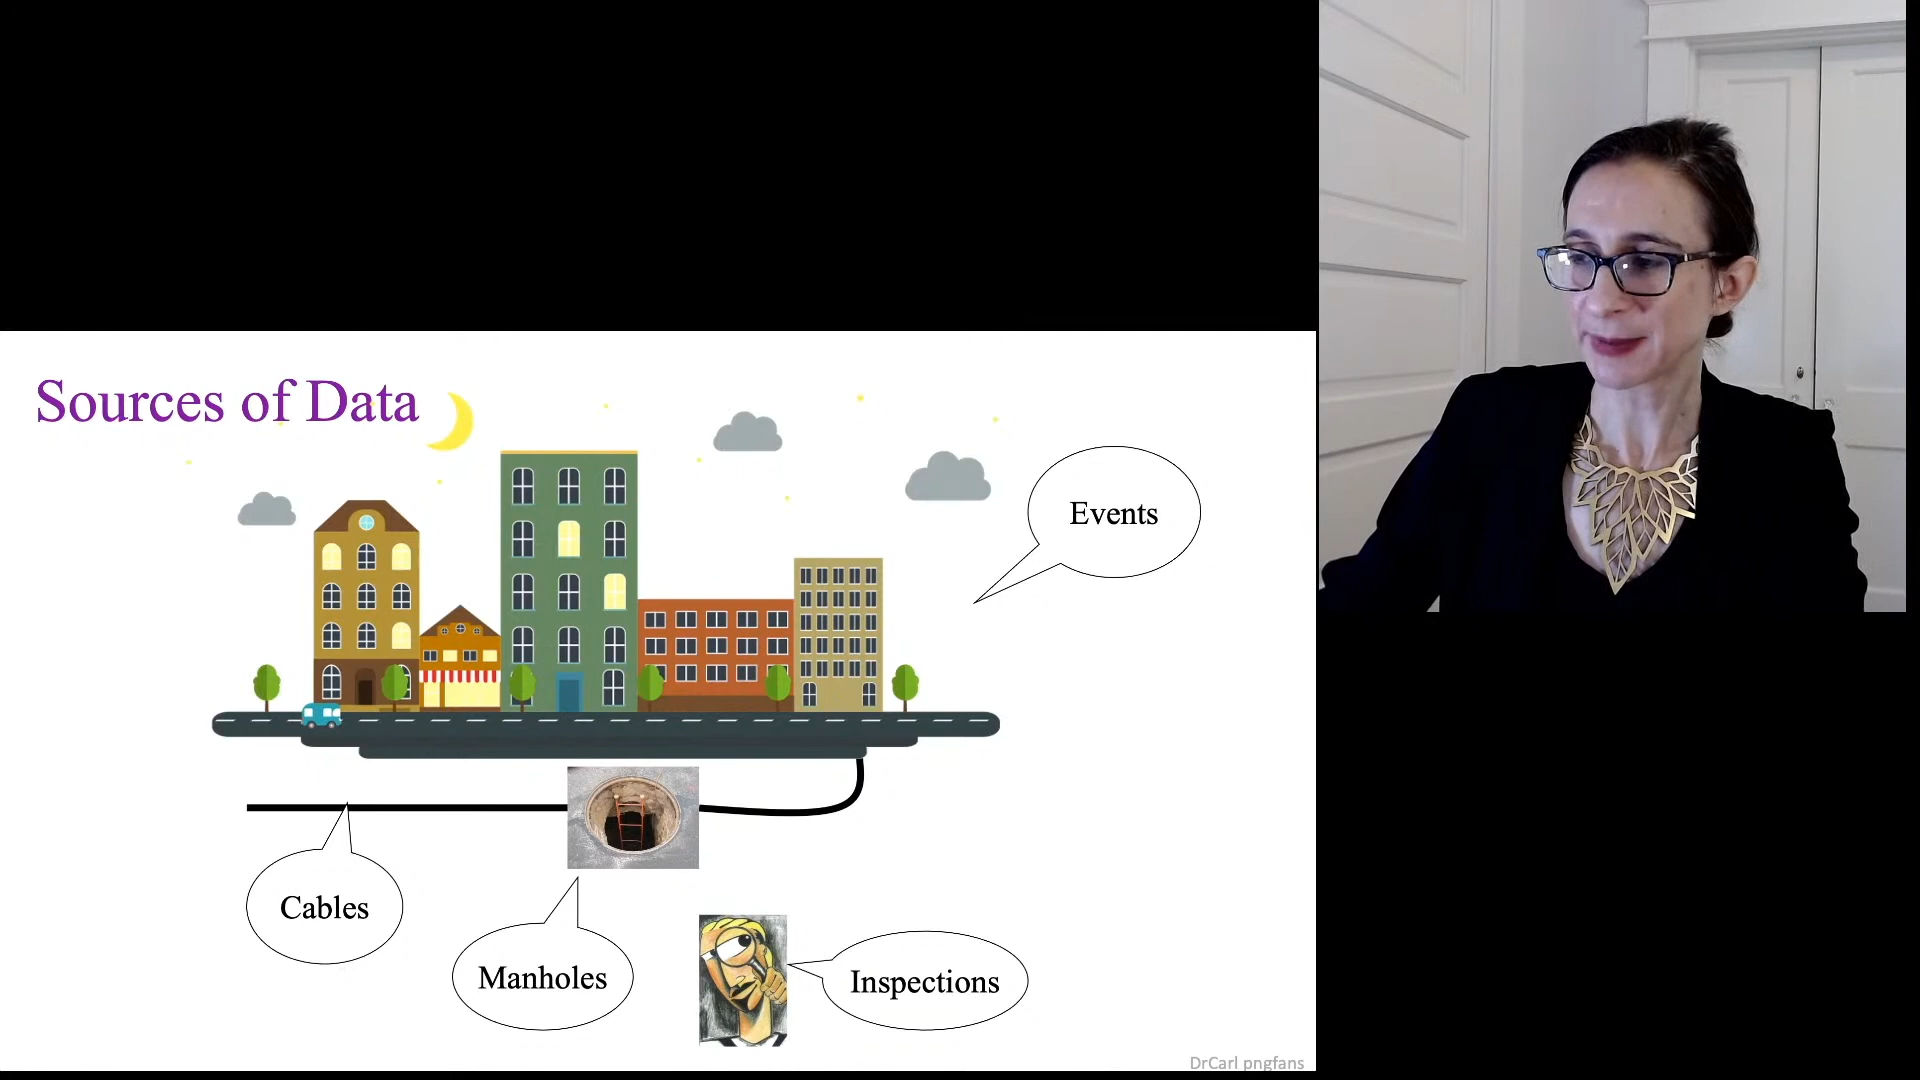 Sources of Data
Events
Cables
Manholes
Inspections
DrCarl pngfans